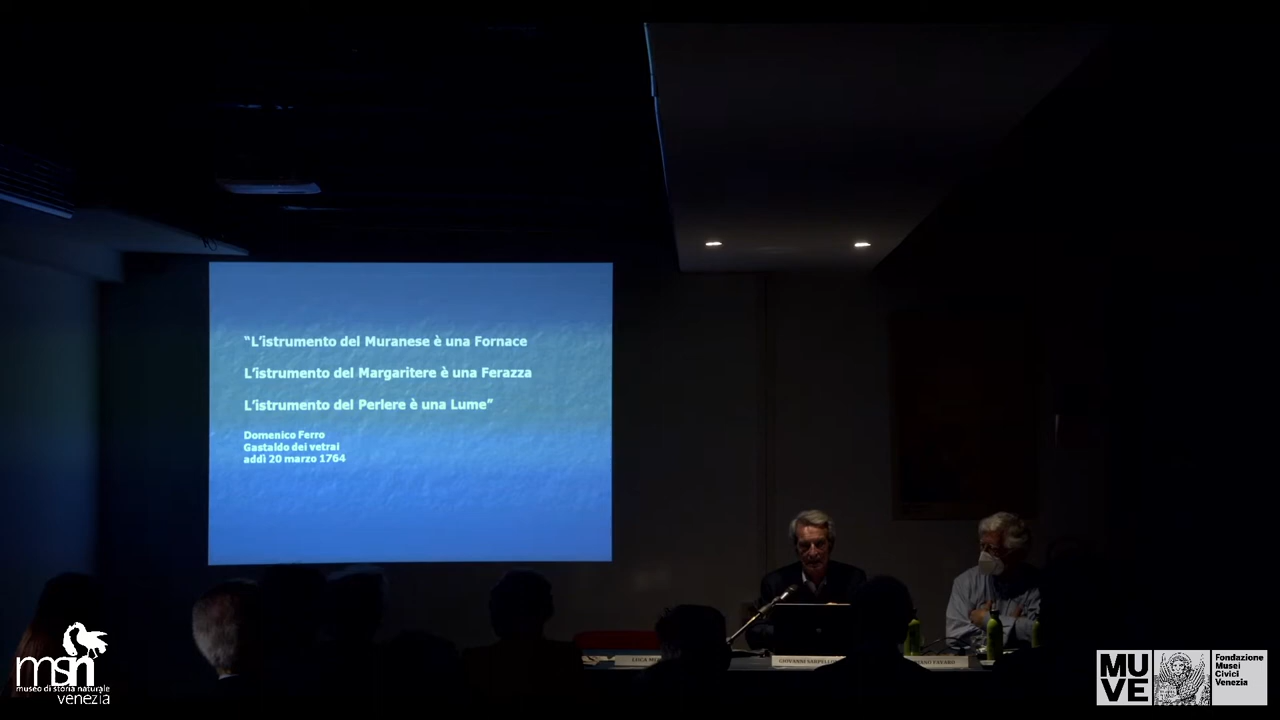 “L’istrumento del Muranese è una Fornace
L’istrumento del Margaritere è una Ferazza
L’istrumento del Perlere è una Lume”
Domenico Ferro
Gastaldo dei vetrai
addì 20 marzo 1764
LUCA
GIOVANNI
msn
museo di storia naturale
venezia
MU
VE
Fondazione
Musei
Civici
Venezia